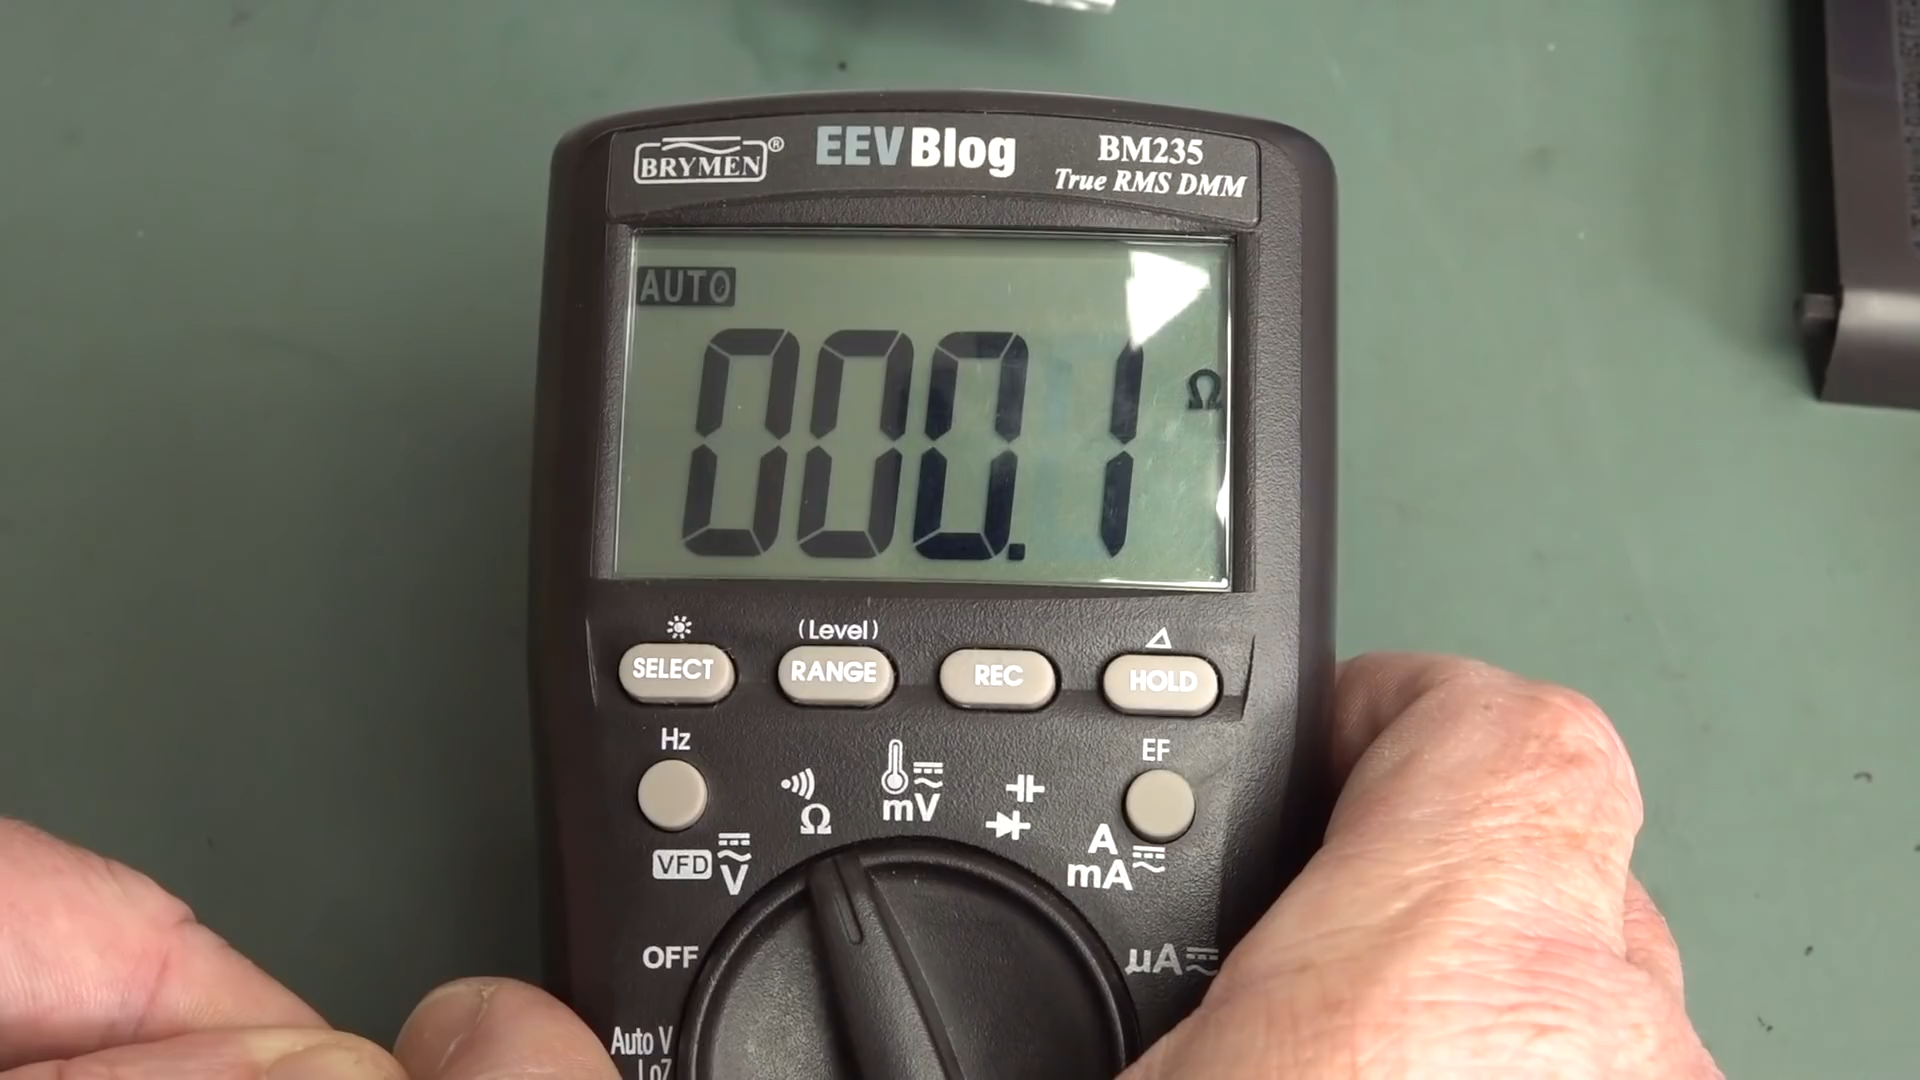 BRYMEN®
EEVBlog
BM235
True RMS DMM
AUTO
000.1
Ω
(Level)
Δ
SELECT
RANGE
REC
HOLD
Hz
EF
Ω
mV
A
mA
VFD
V
OFF
µA
Auto V
LoZ